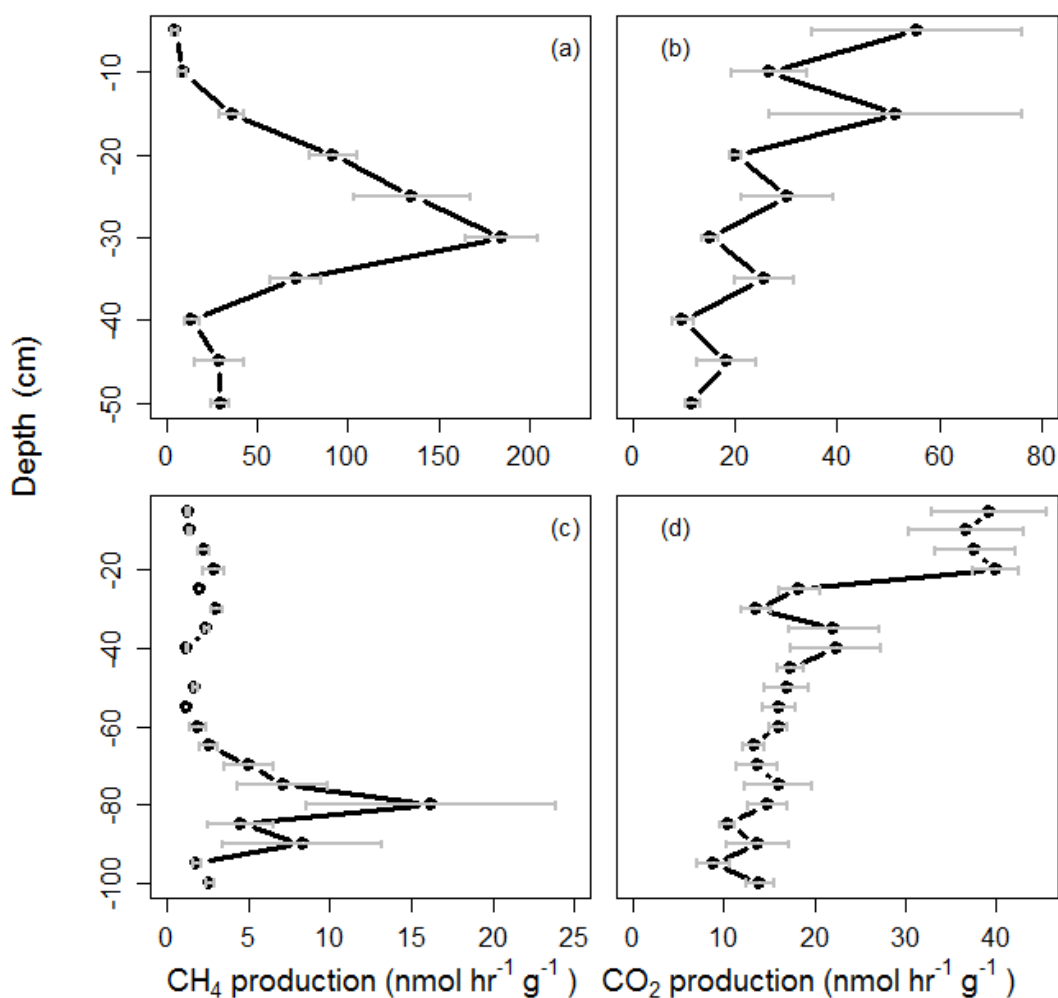 (a)
(b)
-10
-20
-30
-40
-50
0 50 100 150 200
0 20 40 60 80
Depth (cm)
(c)
(d)
-20
-40
-60
-80
-100
0 5 10 15 20 25
0 10 20 30 40
CH₄ production (nmol hr⁻¹ g⁻¹ )
CO₂ production (nmol hr⁻¹ g⁻¹ )